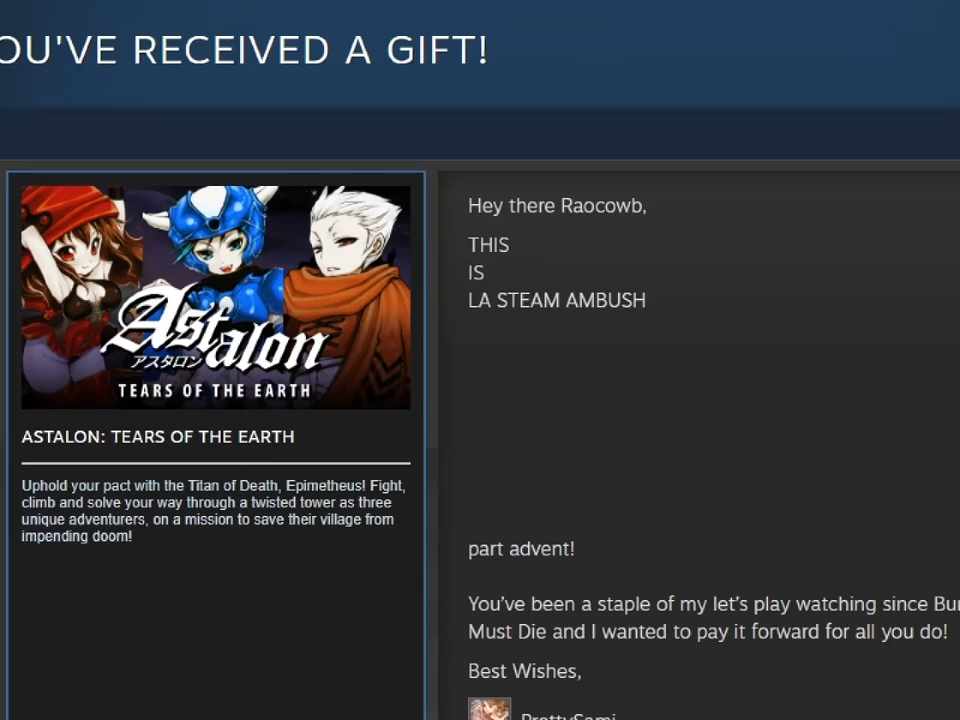 OU'VE RECEIVED A GIFT!
Astalon
アスタロン
TEARS OF THE EARTH
ASTALON: TEARS OF THE EARTH
Uphold your pact with the Titan of Death, Epimetheus! Fight,
climb and solve your way through a twisted tower as three
unique adventurers, on a mission to save their village from
impending doom!
Hey there Raocowb,
THIS
IS
LA STEAM AMBUSH
part advent!
You've been a staple of my let's play watching since
Must Die and I wanted to pay it forward for all you do!
Best Wishes,
PrettySami